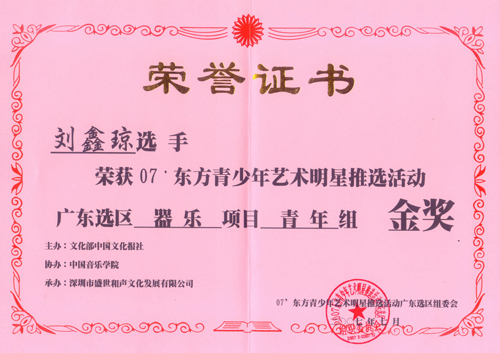 荣誉证书
刘鑫琼选手
荣获07'东方青少年艺术明星推选活动
广东选区 器乐 项目 青年组 金奖
主办：文化部中国文化报社
协办：中国音乐学院
承办：深圳市盛世和声文化发展有限公司
07'东方青少年艺术明星推选活动广东选区组委会
七年七月